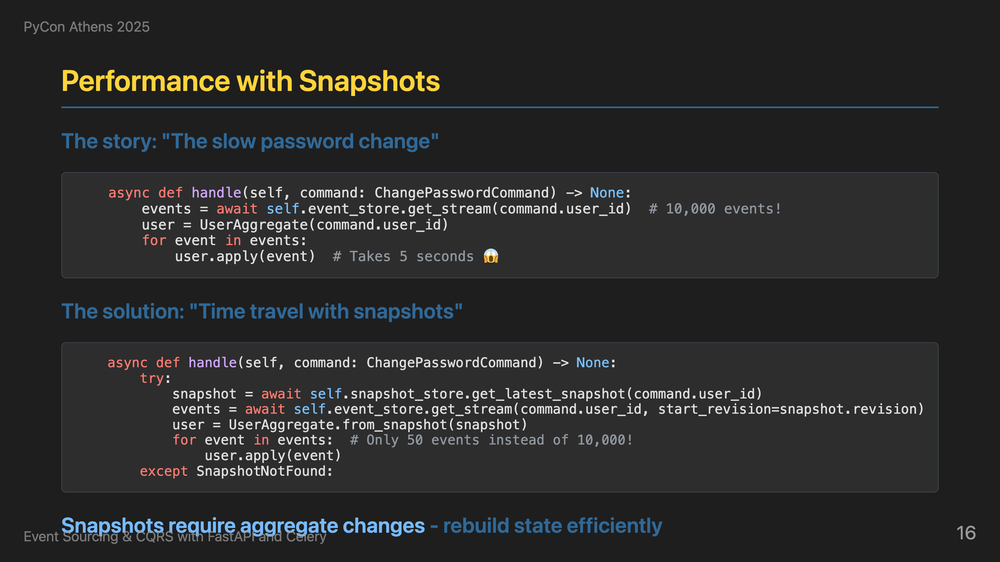 PyCon Athens 2025
Performance with Snapshots
The story: "The slow password change"
async def handle(self, command: ChangePasswordCommand) -> None:
    events = await self.event_store.get_stream(command.user_id)  # 10,000 events!
    user = UserAggregate(command.user_id)
    for event in events:
        user.apply(event)  # Takes 5 seconds 😱
The solution: "Time travel with snapshots"
async def handle(self, command: ChangePasswordCommand) -> None:
    try:
        snapshot = await self.snapshot_store.get_latest_snapshot(command.user_id)
        events = await self.event_store.get_stream(command.user_id, start_revision=snapshot.revision)
        user = UserAggregate.from_snapshot(snapshot)
        for event in events:  # Only 50 events instead of 10,000!
            user.apply(event)
    except SnapshotNotFound:
Snapshots require aggregate changes - rebuild state efficiently
Event Sourcing & CQRS with FastAPI and Celery
16